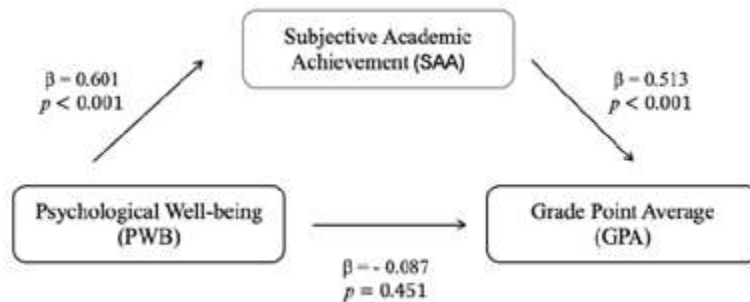 Subjective Academic
Achievement (SAA)
β = 0.601
p < 0.001
β = 0.513
p < 0.001
Psychological Well-being
(PWB)
Grade Point Average
(GPA)
β = - 0.087
p = 0.451